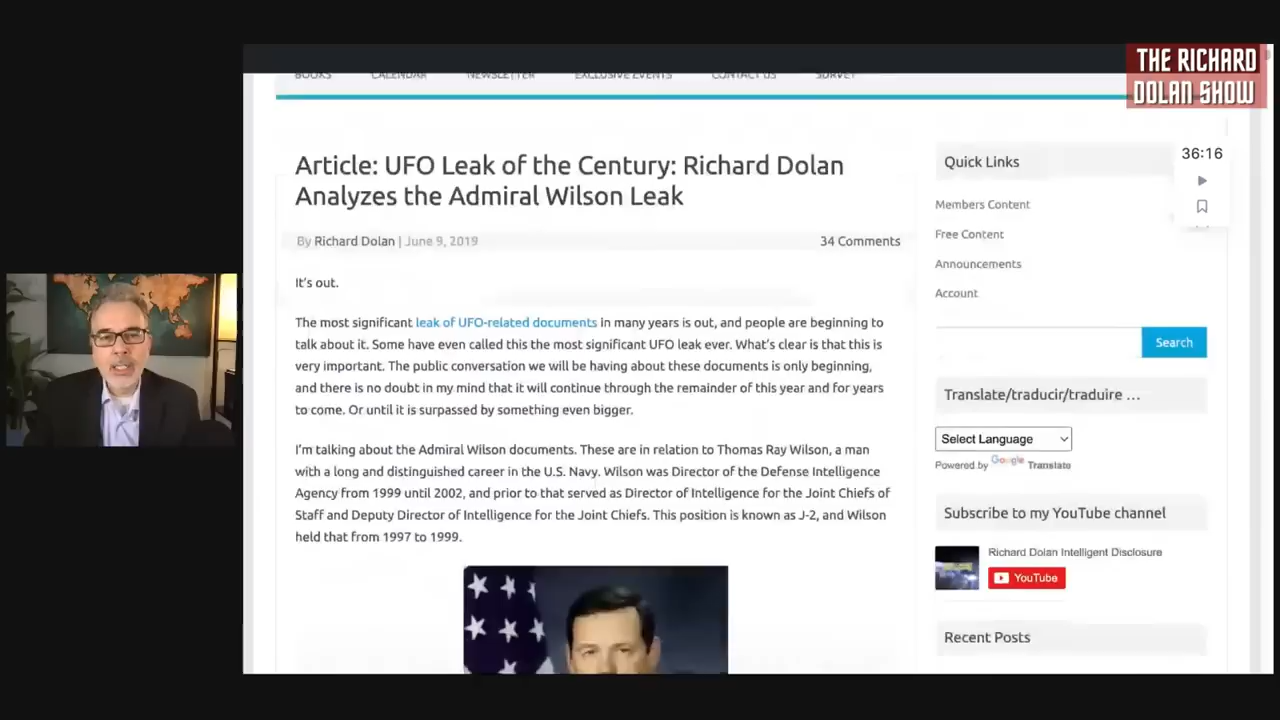 THE RICHARD
DOLAN SHOW
BOOKS CALENDAR NEWSLETTER EXCLUSIVE EVENTS CONTACT US SURVEY
Article: UFO Leak of the Century: Richard Dolan
Analyzes the Admiral Wilson Leak
By Richard Dolan | June 9, 2019
34 Comments
It's out.
The most significant leak of UFO-related documents in many years is out, and people are beginning to
talk about it. Some have even called this the most significant UFO leak ever. What's clear is that this is
very important. The public conversation we will be having about these documents is only beginning,
and there is no doubt in my mind that it will continue through the remainder of this year and for years
to come. Or until it is surpassed by something even bigger.
I'm talking about the Admiral Wilson documents. These are in relation to Thomas Ray Wilson, a man
with a long and distinguished career in the U.S. Navy. Wilson was Director of the Defense Intelligence
Agency from 1999 until 2002, and prior to that served as Director of Intelligence for the Joint Chiefs of
Staff and Deputy Director of Intelligence for the Joint Chiefs. This position is known as J-2, and Wilson
held that from 1997 to 1999.
Quick Links
36:16
Members Content
Free Content
Announcements
Account
Search
Translate/traducir/traduire ...
Select Language
Powered by Google Translate
Subscribe to my YouTube channel
Richard Dolan Intelligent Disclosure
YouTube
Recent Posts